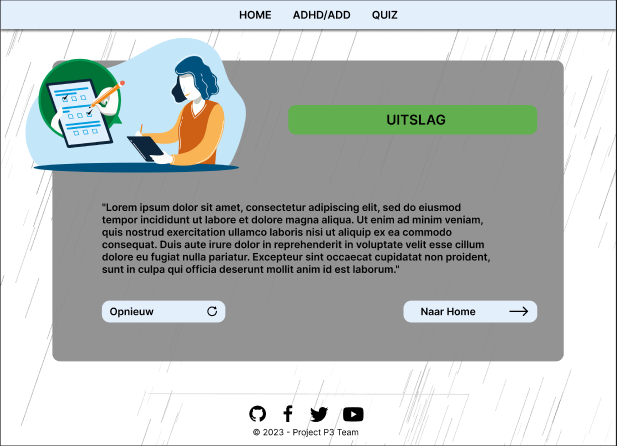 HOME ADHD/ADD QUIZ
UITSLAG
"Lorem ipsum dolor sit amet, consectetur adipiscing elit, sed do eiusmod
tempor incididunt ut labore et dolore magna aliqua. Ut enim ad minim veniam,
quis nostrud exercitation ullamco laboris nisi ut aliquip ex ea commodo
consequat. Duis aute irure dolor in reprehenderit in voluptate velit esse cillum
dolore eu fugiat nulla pariatur. Excepteur sint occaecat cupidatat non proident,
sunt in culpa qui officia deserunt mollit anim id est laborum."
Opnieuw Naar Home
© 2023 - Project P3 Team